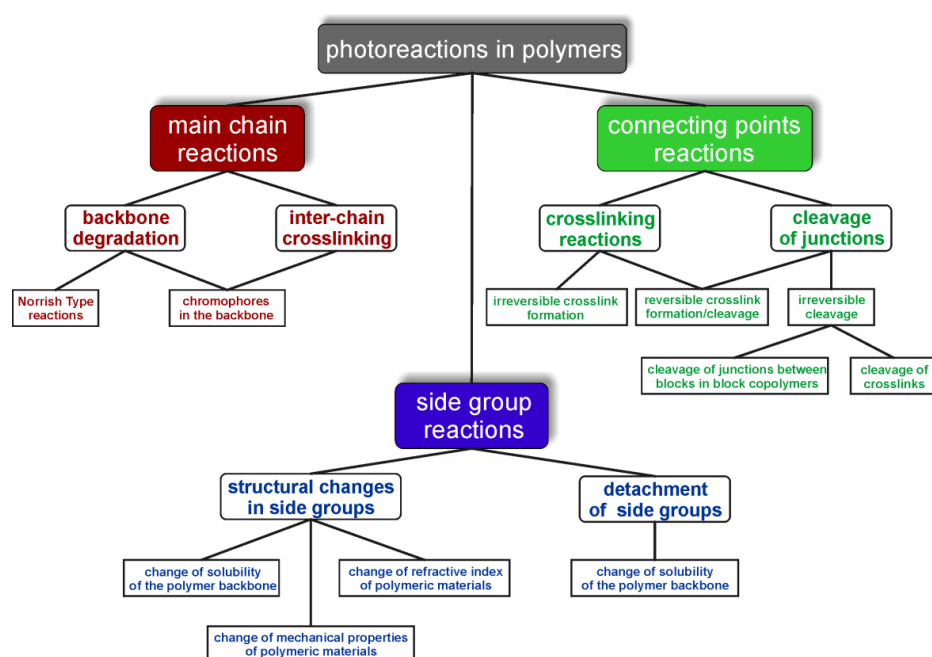 photoreactions in polymers
main chain
reactions
connecting points
reactions
backbone
degradation
inter-chain
crosslinking
crosslinking
reactions
cleavage
of junctions
Norrish Type
reactions
chromophores
in the backbone
irreversible crosslink
formation
reversible crosslink
formation/cleavage
irreversible
cleavage
cleavage of junctions between
blocks in block copolymers
cleavage of
crosslinks
side group
reactions
structural changes
in side groups
detachment
of side groups
change of solubility
of the polymer backbone
change of refractive index
of polymeric materials
change of solubility
of the polymer backbone
change of mechanical properties
of polymeric materials